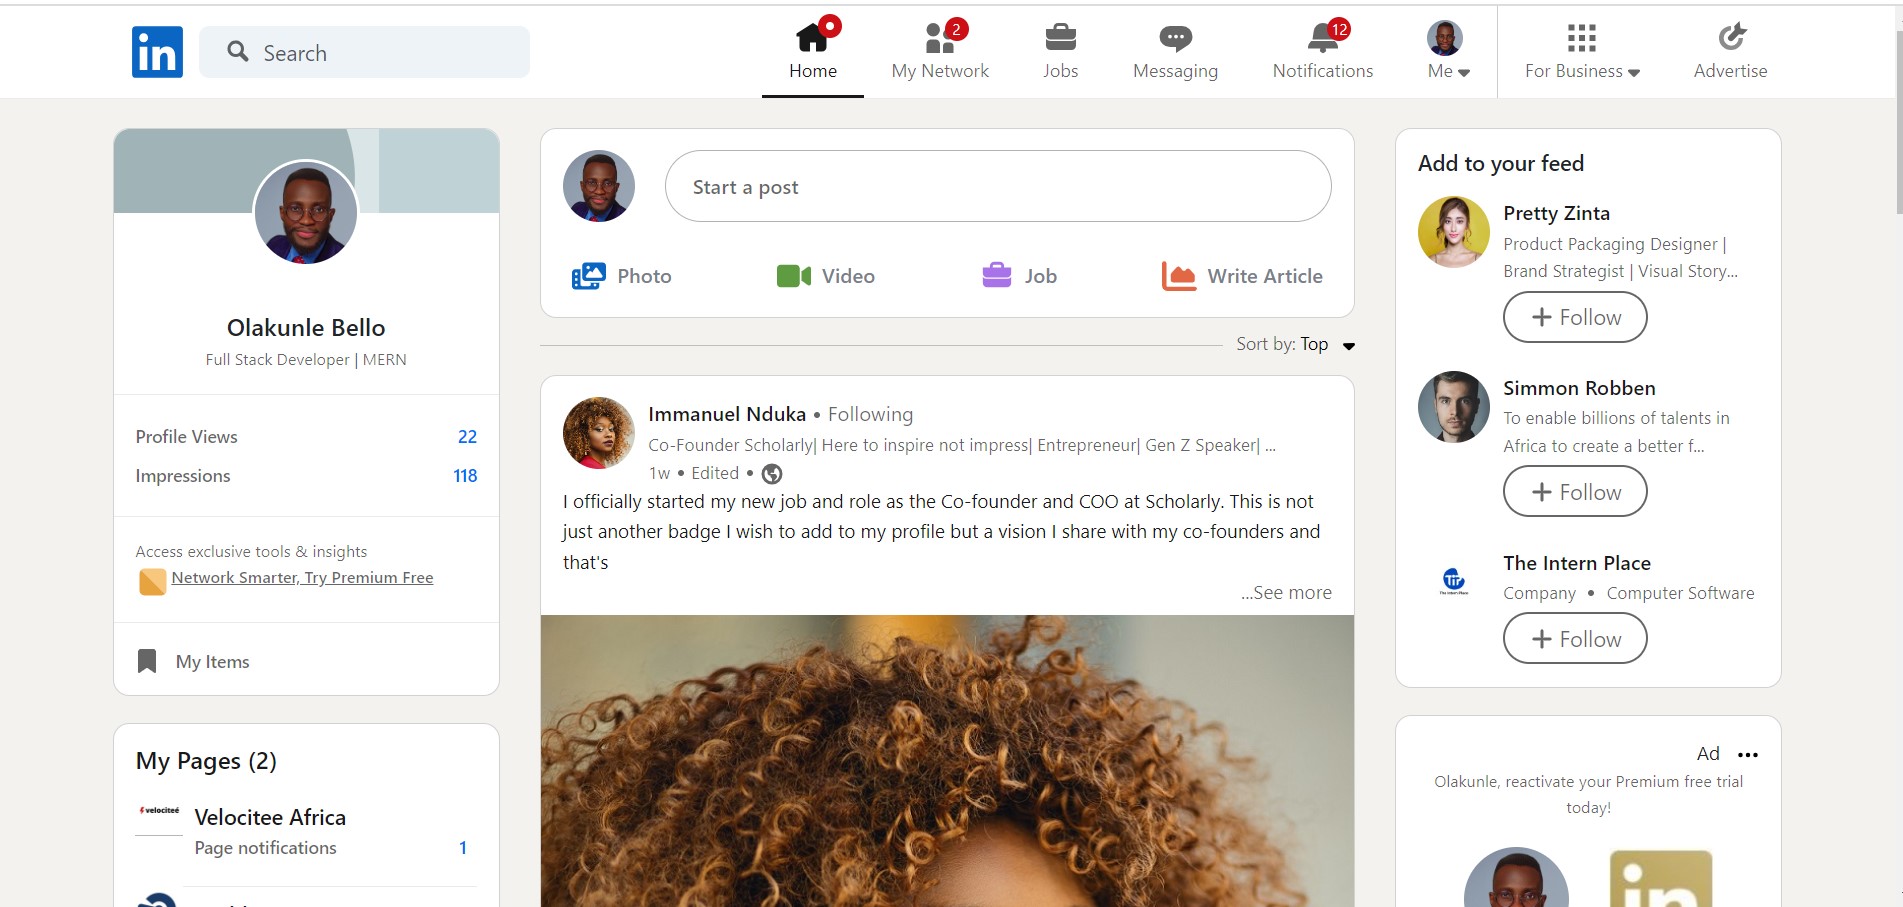 in
Search
Home
2
My Network
Jobs
Messaging
12
Notifications
Me
For Business
Advertise
Olakunle Bello
Full Stack Developer | MERN
Profile Views 22
Impressions 118
Access exclusive tools & insights
Network Smarter, Try Premium Free
My Items
My Pages (2)
velociteé
Velocitee Africa
Page notifications 1
Start a post
Photo
Video
Job
Write Article
Sort by: Top
Immanuel Nduka • Following
Co-Founder Scholarly| Here to inspire not impress| Entrepreneur| Gen Z Speaker| ...
1w • Edited •
I officially started my new job and role as the Co-founder and COO at Scholarly. This is not
just another badge I wish to add to my profile but a vision I share with my co-founders and
that's
...See more
Add to your feed
Pretty Zinta
Product Packaging Designer |
Brand Strategist | Visual Story...
+ Follow
Simmon Robben
To enable billions of talents in
Africa to create a better f...
+ Follow
TIP
The Intern Place
The Intern Place
Company • Computer Software
+ Follow
Ad •••
Olakunle, reactivate your Premium free trial
today!
in